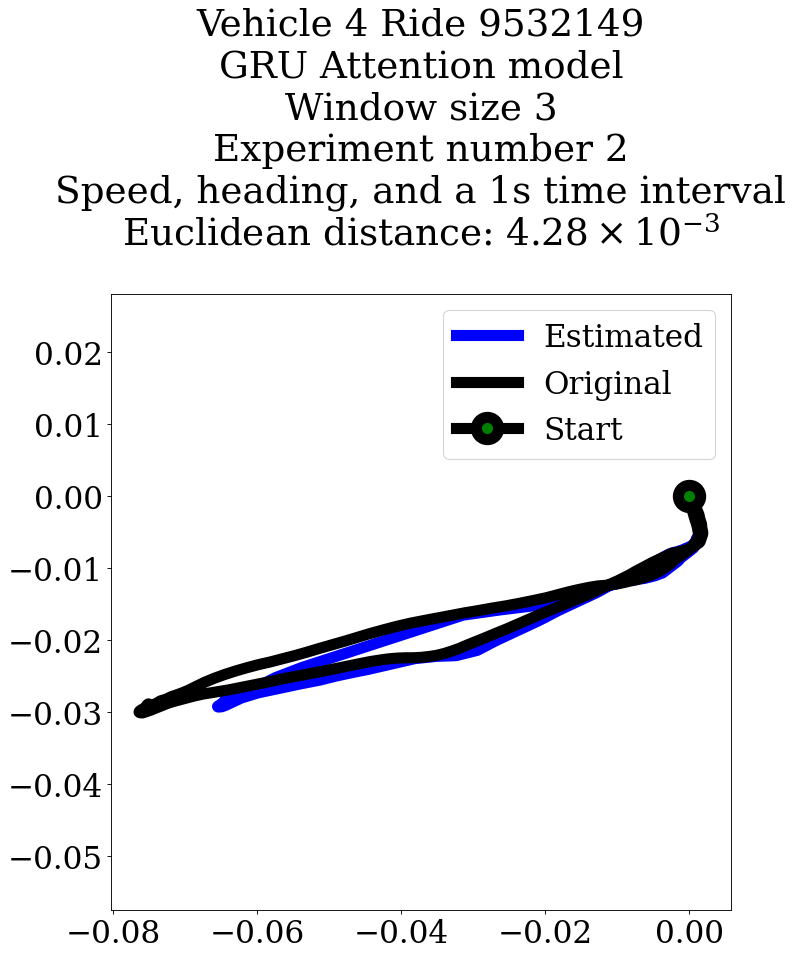 Vehicle 4 Ride 9532149
GRU Attention model
Window size 3
Experiment number 2
Speed, heading, and a 1s time interval
Euclidean distance: 4.28 × 10⁻³
Estimated
Original
Start
0.02
0.01
0.00
−0.01
−0.02
−0.03
−0.04
−0.05
−0.08 −0.06 −0.04 −0.02 0.00